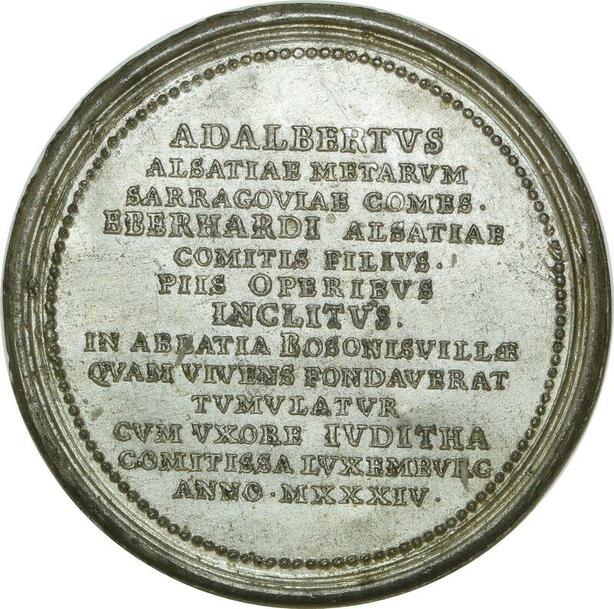 ADALBERTVS
ALSATIAE METARVM
SARRAGOVIAE COMES.
EBERHARDI ALSATIAE
COMITIS FILIVS.
PIIS OPERIBVS
INCLITVS.
IN ABBATIA BOSONISVILLÆ
QVAM VIVENS FONDAVERAT
TVMVLATVR
CVM VXORE IVDITHA
COMITISSA LVXEMBVRG
ANNO·MXXXIV·